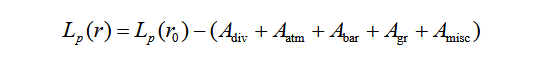 L_p(r) = L_p(r_0) − (A_div + A_atm + A_bar + A_gr + A_misc)